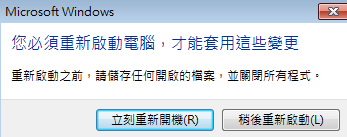 Microsoft Windows
您必須重新啟動電腦，才能套用這些變更
重新啟動之前，請儲存任何開啟的檔案，並關閉所有程式。
立刻重新開機(R)
稍後重新啟動(L)